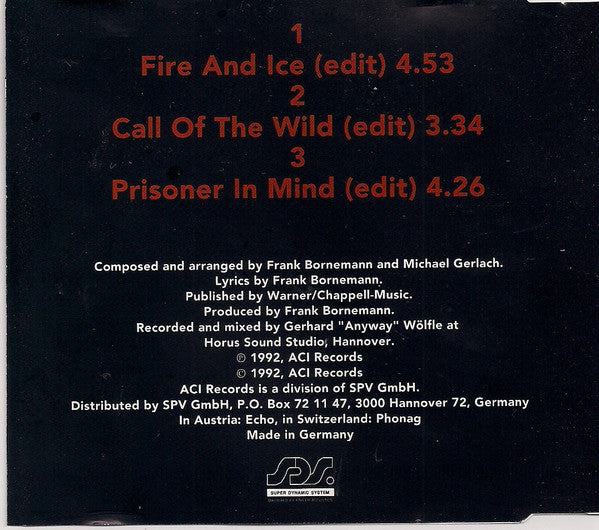 1
Fire And Ice (edit) 4.53
2
Call Of The Wild (edit) 3.34
3
Prisoner In Mind (edit) 4.26
Composed and arranged by Frank Bornemann and Michael Gerlach.
Lyrics by Frank Bornemann.
Published by Warner/Chappell-Music.
Produced by Frank Bornemann.
Recorded and mixed by Gerhard "Anyway" Wölfle at
Horus Sound Studio, Hannover.
℗ 1992, ACI Records
© 1992, ACI Records
ACI Records is a division of SPV GmbH.
Distributed by SPV GmbH, P.O. Box 72 11 47, 3000 Hannover 72, Germany
In Austria: Echo, in Switzerland: Phonag
Made in Germany
SDS.
SUPER DYNAMIC SYSTEM